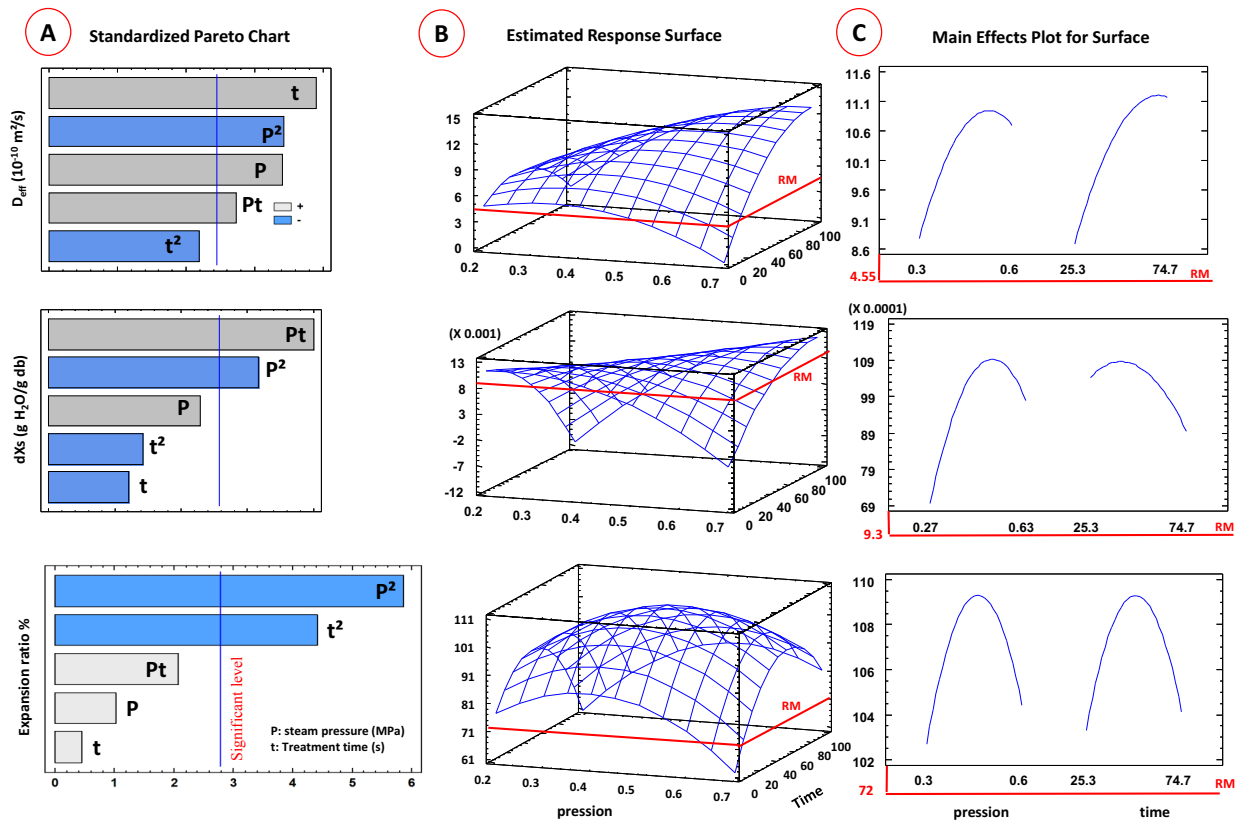 A
Standardized Pareto Chart
B
Estimated Response Surface
C
Main Effects Plot for Surface
D_eff (10^-10 m²/s)
t
P²
P
Pt
t²
+
-
15
12
9
6
3
0
0.2
0.3
0.4
0.5
0.6
0.7
0
20
40
60
80
100
RM
11.6
11.1
10.6
10.1
9.6
9.1
8.6
4.55
0.3
0.6
25.3
74.7
RM
dXs (g H₂O/g db)
Pt
P²
P
t²
t
(X 0.001)
13
8
3
-2
-7
-12
0.2
0.3
0.4
0.5
0.6
0.7
0
20
40
60
80
100
RM
(X 0.0001)
119
109
99
89
79
69
9.3
0.27
0.63
25.3
74.7
RM
Expansion ratio %
P²
t²
Pt
P
t
Significant level
P: steam pressure (MPa)
t: Treatment time (s)
0
1
2
3
4
5
6
111
101
91
81
71
61
0.2
0.3
0.4
0.5
0.6
0.7
pression
0
20
40
60
80
100
Time
RM
110
108
106
104
102
72
0.3
0.6
25.3
74.7
RM
pression
time